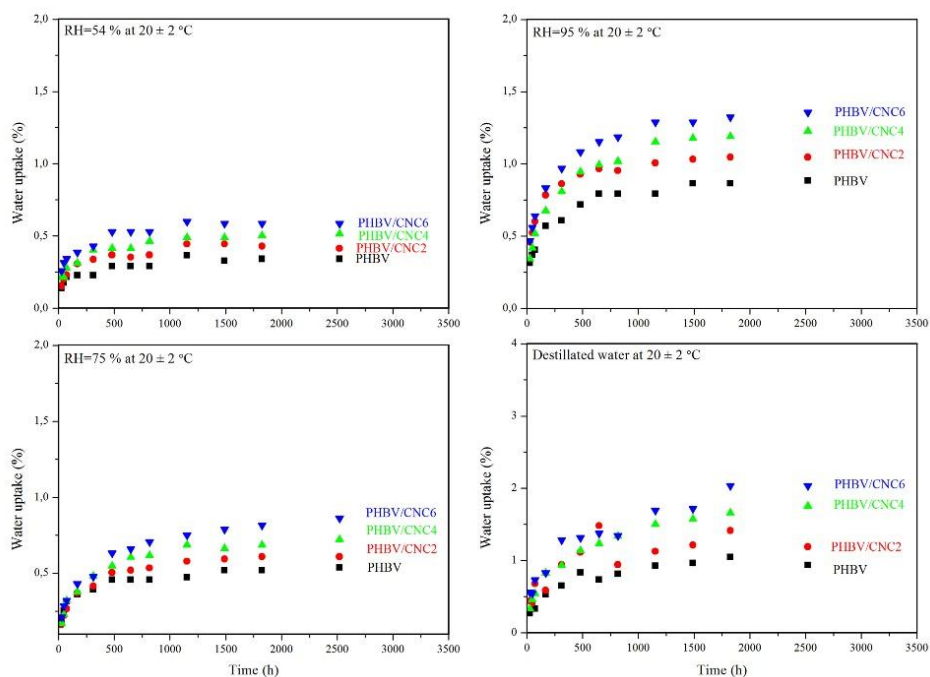 RH=54 % at 20 ± 2 °C
Water uptake (%)
2,0
1,5
1,0
0,5
0,0
PHBV/CNC6
PHBV/CNC4
PHBV/CNC2
PHBV
0 500 1000 1500 2000 2500 3000 3500
RH=95 % at 20 ± 2 °C
Water uptake (%)
2,0
1,5
1,0
0,5
0,0
PHBV/CNC6
PHBV/CNC4
PHBV/CNC2
PHBV
0 500 1000 1500 2000 2500 3000 3500
RH=75 % at 20 ± 2 °C
Water uptake (%)
2,0
1,5
1,0
0,5
PHBV/CNC6
PHBV/CNC4
PHBV/CNC2
PHBV
0 500 1000 1500 2000 2500 3000 3500
Time (h)
Destillated water at 20 ± 2 °C
Water uptake (%)
4
3
2
1
0
PHBV/CNC6
PHBV/CNC4
PHBV/CNC2
PHBV
0 500 1000 1500 2000 2500 3000 3500
Time (h)